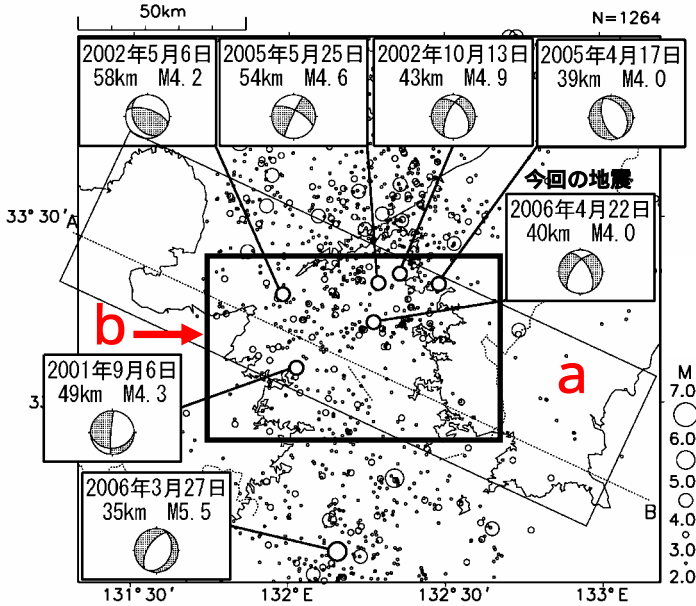 50km
N=1264
2002年5月6日
58km M4.2
2005年5月25日
54km M4.6
2002年10月13日
43km M4.9
2005年4月17日
39km M4.0
今回の地震
2006年4月22日
40km M4.0
33°30'
A
b
a
2001年9月6日
49km M4.3
2006年3月27日
35km M5.5
B
M
7.0
6.0
5.0
4.0
3.0
2.0
131°30'
132°E
132°30'
133°E